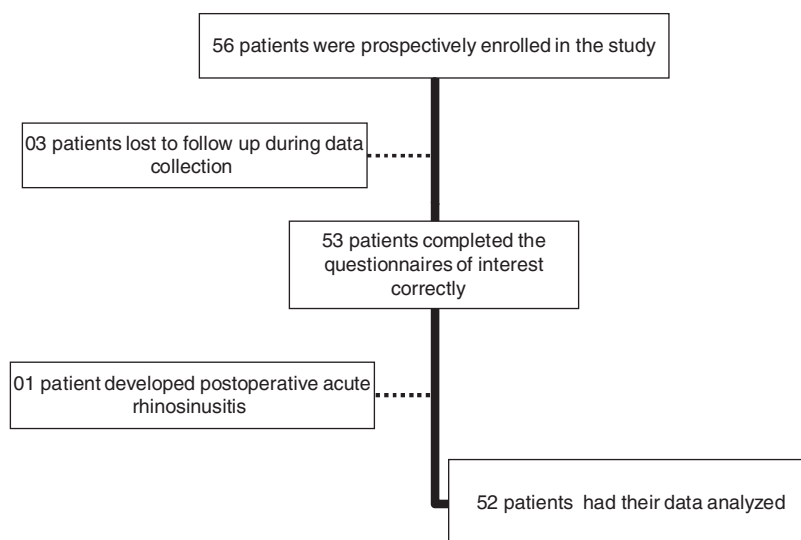 56 patients were prospectively enrolled in the study
03 patients lost to follow up during data
collection
53 patients completed the
questionnaires of interest
correctly
01 patient developed postoperative acute
rhinosinusitis
52 patients had their data analyzed